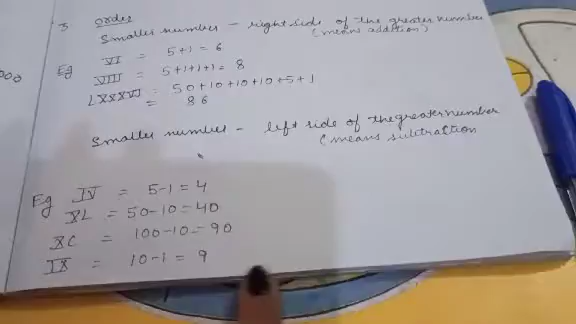 3 order
Smaller number - right side of the greater number
(means addition)
Eg VI = 5+1=6
VIII = 5+1+1+1=8
LXXXVI = 50+10+10+10+5+1
= 86
Smaller number - left side of the greater number
(means subtraction
Eg IV = 5-1=4
XL = 50-10=40
XC = 100-10=90
IX = 10-1=9